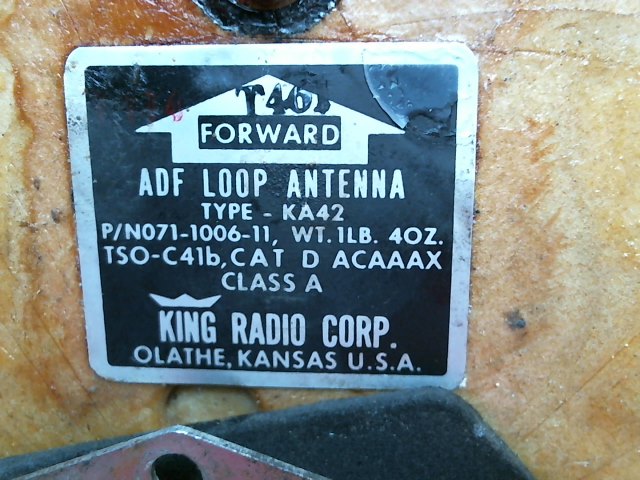 FORWARD
ADF LOOP ANTENNA
TYPE - KA42
P/N071-1006-11, WT. 1LB. 4OZ.
TSO-C41b, CAT D ACAAAX
CLASS A
KING RADIO CORP.
OLATHE, KANSAS U.S.A.